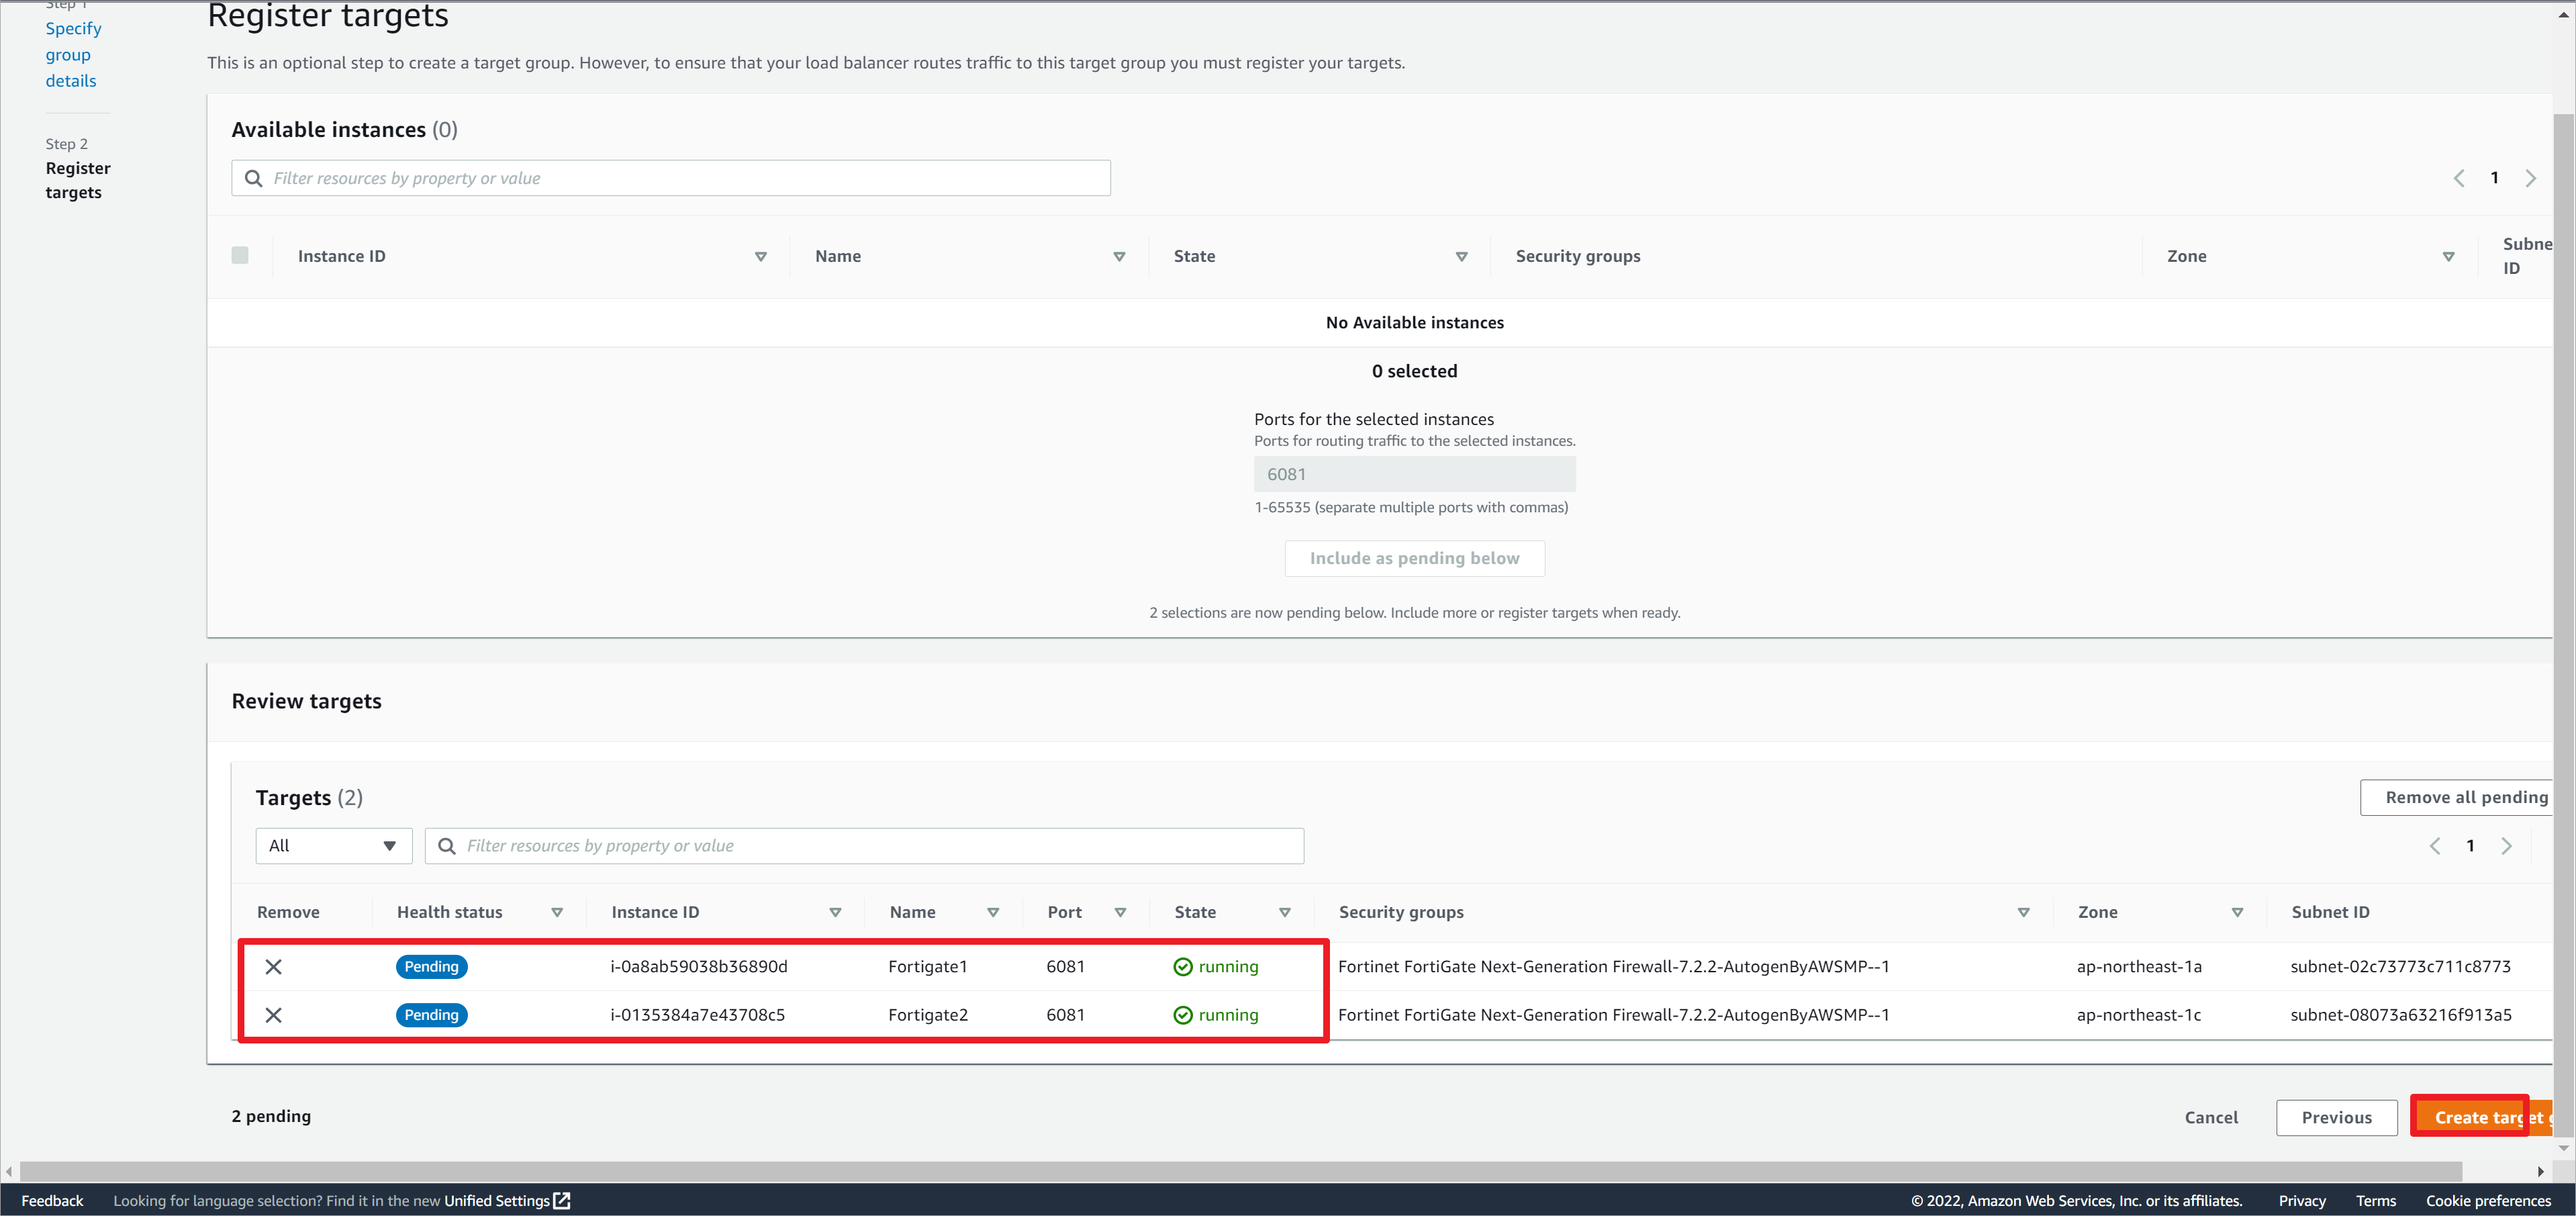 Step 1
Specify
group
details
Step 2
Register
targets
Register targets
This is an optional step to create a target group. However, to ensure that your load balancer routes traffic to this target group you must register your targets.
Available instances (0)
Filter resources by property or value
1
Instance ID
Name
State
Security groups
Zone
Subne
ID
No Available instances
0 selected
Ports for the selected instances
Ports for routing traffic to the selected instances.
6081
1-65535 (separate multiple ports with commas)
Include as pending below
2 selections are now pending below. Include more or register targets when ready.
Review targets
Targets (2)
Remove all pending
All
Filter resources by property or value
1
Remove Health status Instance ID Name Port State Security groups Zone Subnet ID
Pending i-0a8ab59038b36890d Fortigate1 6081 running Fortinet FortiGate Next-Generation Firewall-7.2.2-AutogenByAWSMP--1 ap-northeast-1a subnet-02c73773c711c8773
Pending i-0135384a7e43708c5 Fortigate2 6081 running Fortinet FortiGate Next-Generation Firewall-7.2.2-AutogenByAWSMP--1 ap-northeast-1c subnet-08073a63216f913a5
2 pending
Cancel
Previous
Create target g
Feedback Looking for language selection? Find it in the new Unified Settings © 2022, Amazon Web Services, Inc. or its affiliates. Privacy Terms Cookie preferences